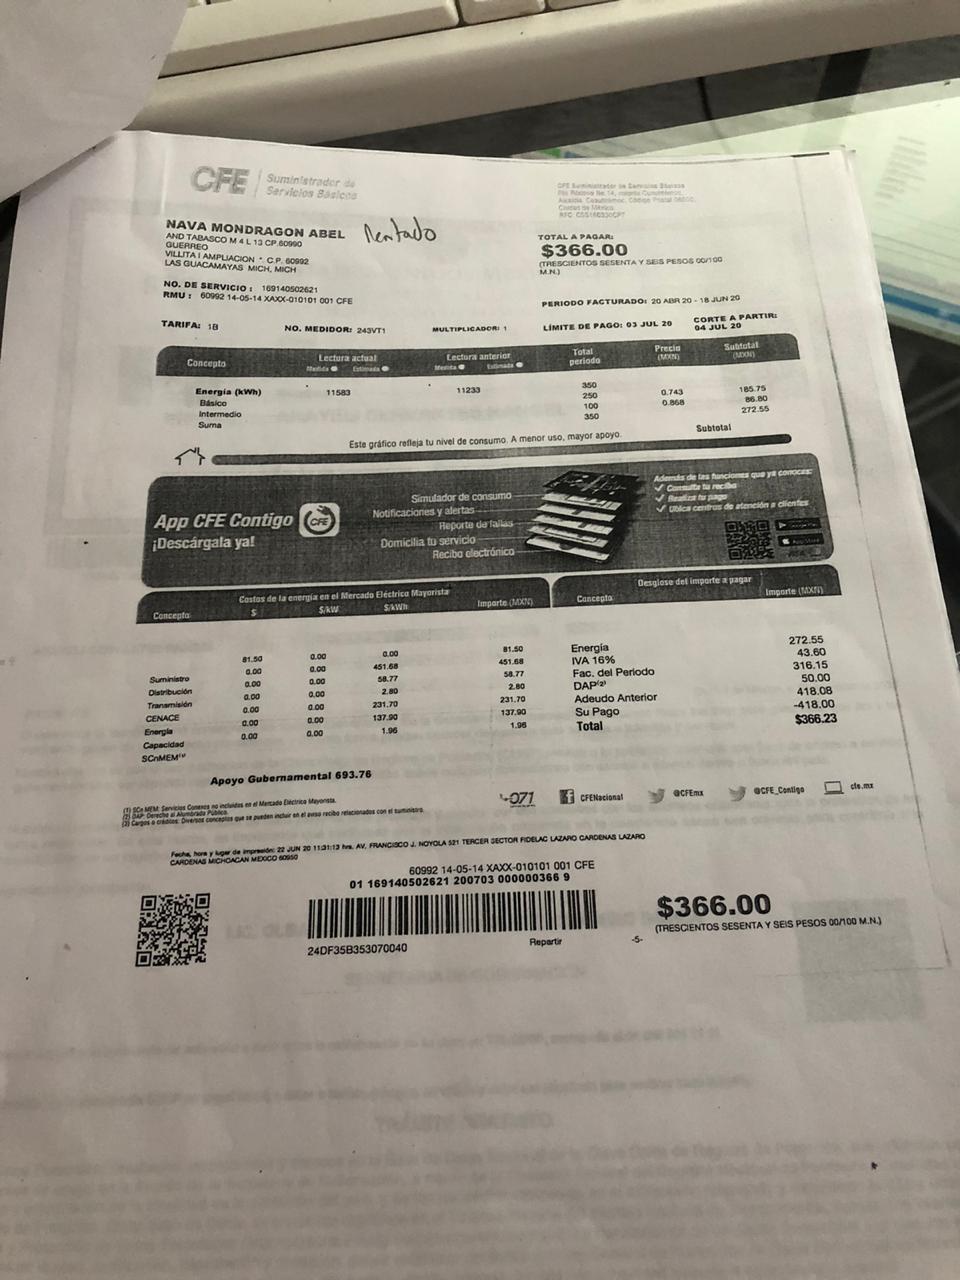 CFE
Suministrador de
Servicios Básicos
CFE Suministrador de Servicios Básicos
Río Ródano No. 14, colonia Cuauhtémoc,
Alcaldía Cuauhtémoc, Código Postal 06500,
Ciudad de México.
RFC
NAVA MONDRAGON ABEL
Rentado
AND TABASCO M 4 L 13 CP.60990
GUERREO
VILLITA I AMPLIACION * C.P. 60992
LAS GUACAMAYAS MICH, MICH
TOTAL A PAGAR:
$366.00
(TRESCIENTOS SESENTA Y SEIS PESOS 00/100
M.N.)
NO. DE SERVICIO : 169140502621
RMU : 60992 14-05-14 XAXX-010101 001 CFE
PERIODO FACTURADO: 20 ABR 20 - 18 JUN 20
TARIFA: 1B NO. MEDIDOR: 243VT1 MULTIPLICADOR: 1 LÍMITE DE PAGO: 03 JUL 20 CORTE A PARTIR:
04 JUL 20
Concepto Lectura actual Lectura anterior Total periodo Precio (MXN) Subtotal (MXN)
Medida Estimada Medida Estimada
Energía (kWh) 11583 11233 350
Básico 250 0.743 185.75
Intermedio 100 0.868 86.80
Suma 350 272.55
Subtotal
Este gráfico refleja tu nivel de consumo. A menor uso, mayor apoyo.
App CFE Contigo
¡Descárgala ya!
CFE
Simulador de consumo
Notificaciones y alertas
Reporte de fallas
Domicilia tu servicio
Recibo electrónico
Además de las funciones que ya conoces:
Consulta tu recibo
Realiza tu pago
Ubica centros de atención a clientes
Google Play
App Store
Costos de la energía en el Mercado Eléctrico Mayorista
Concepto $ $/kW $/kWh Importe (MXN)
Suministro 81.50 0.00 0.00 81.50
Distribución 0.00 0.00 451.68 451.68
Transmisión 0.00 0.00 58.77 58.77
CENACE 0.00 0.00 2.80 2.80
Energía 0.00 0.00 231.70 231.70
Capacidad 0.00 0.00 137.90 137.90
SCnMEM(1) 0.00 0.00 1.96 1.96
Desglose del importe a pagar
Concepto Importe (MXN)
Energía 272.55
IVA 16% 43.60
Fac. del Periodo 316.15
DAP(2) 50.00
Adeudo Anterior 418.08
Su Pago -418.00
Total $366.23
Apoyo Gubernamental 693.76
(1) SCn MEM: Servicios Conexos no incluidos en el Mercado Eléctrico Mayorista.
(2) DAP: Derecho al Alumbrado Público.
(3) Cargos o créditos: Diversos conceptos que se pueden incluir en el aviso recibo relacionados con el suministro.
071 CFENacional @CFEmx @CFE_Contigo cfe.mx
Fecha, hora y lugar de impresión: 22 JUN 20 11:31:13 hrs. AV. FRANCISCO J. NOYOLA 521 TERCER SECTOR FIDELAC LAZARO CARDENAS LAZARO
CARDENAS MICHOACAN MEXICO 60950
60992 14-05-14 XAXX-010101 001 CFE
01 169140502621 200703 000000366 9
24DF35B353070040
Repartir
-5-
$366.00
(TRESCIENTOS SESENTA Y SEIS PESOS 00/100 M.N.)